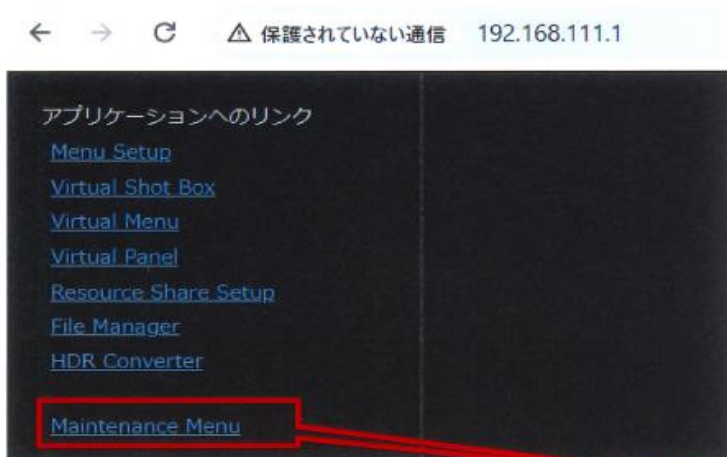 保護されていない通信 192.168.111.1
アプリケーションへのリンク
Menu Setup
Virtual Shot Box
Virtual Menu
Virtual Panel
Resource Share Setup
File Manager
HDR Converter
Maintenance Menu